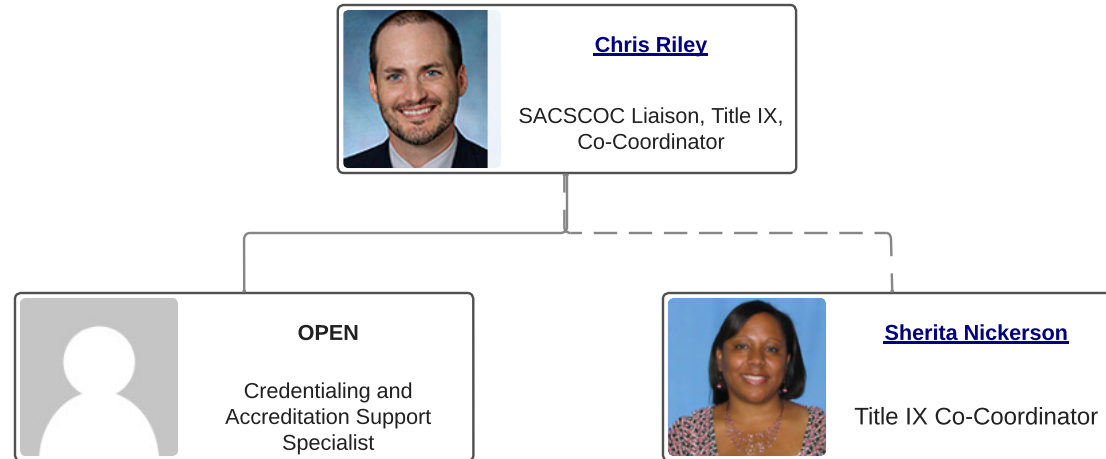 Chris Riley
SACSCOC Liaison, Title IX,
Co-Coordinator
OPEN
Credentialing and
Accreditation Support
Specialist
Sherita Nickerson
Title IX Co-Coordinator